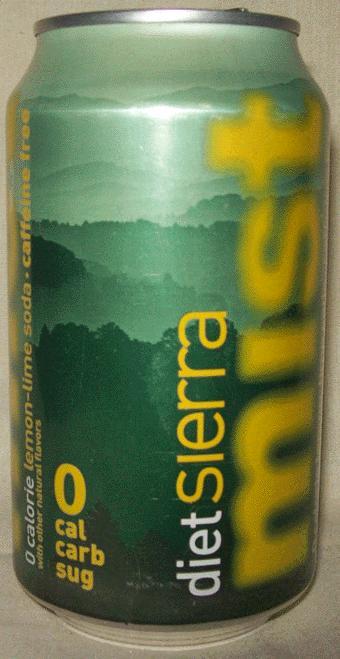 0 calorie lemon-lime soda • caffeine free
with other natural flavors
0
cal
carb
sug
diet sierra
mist